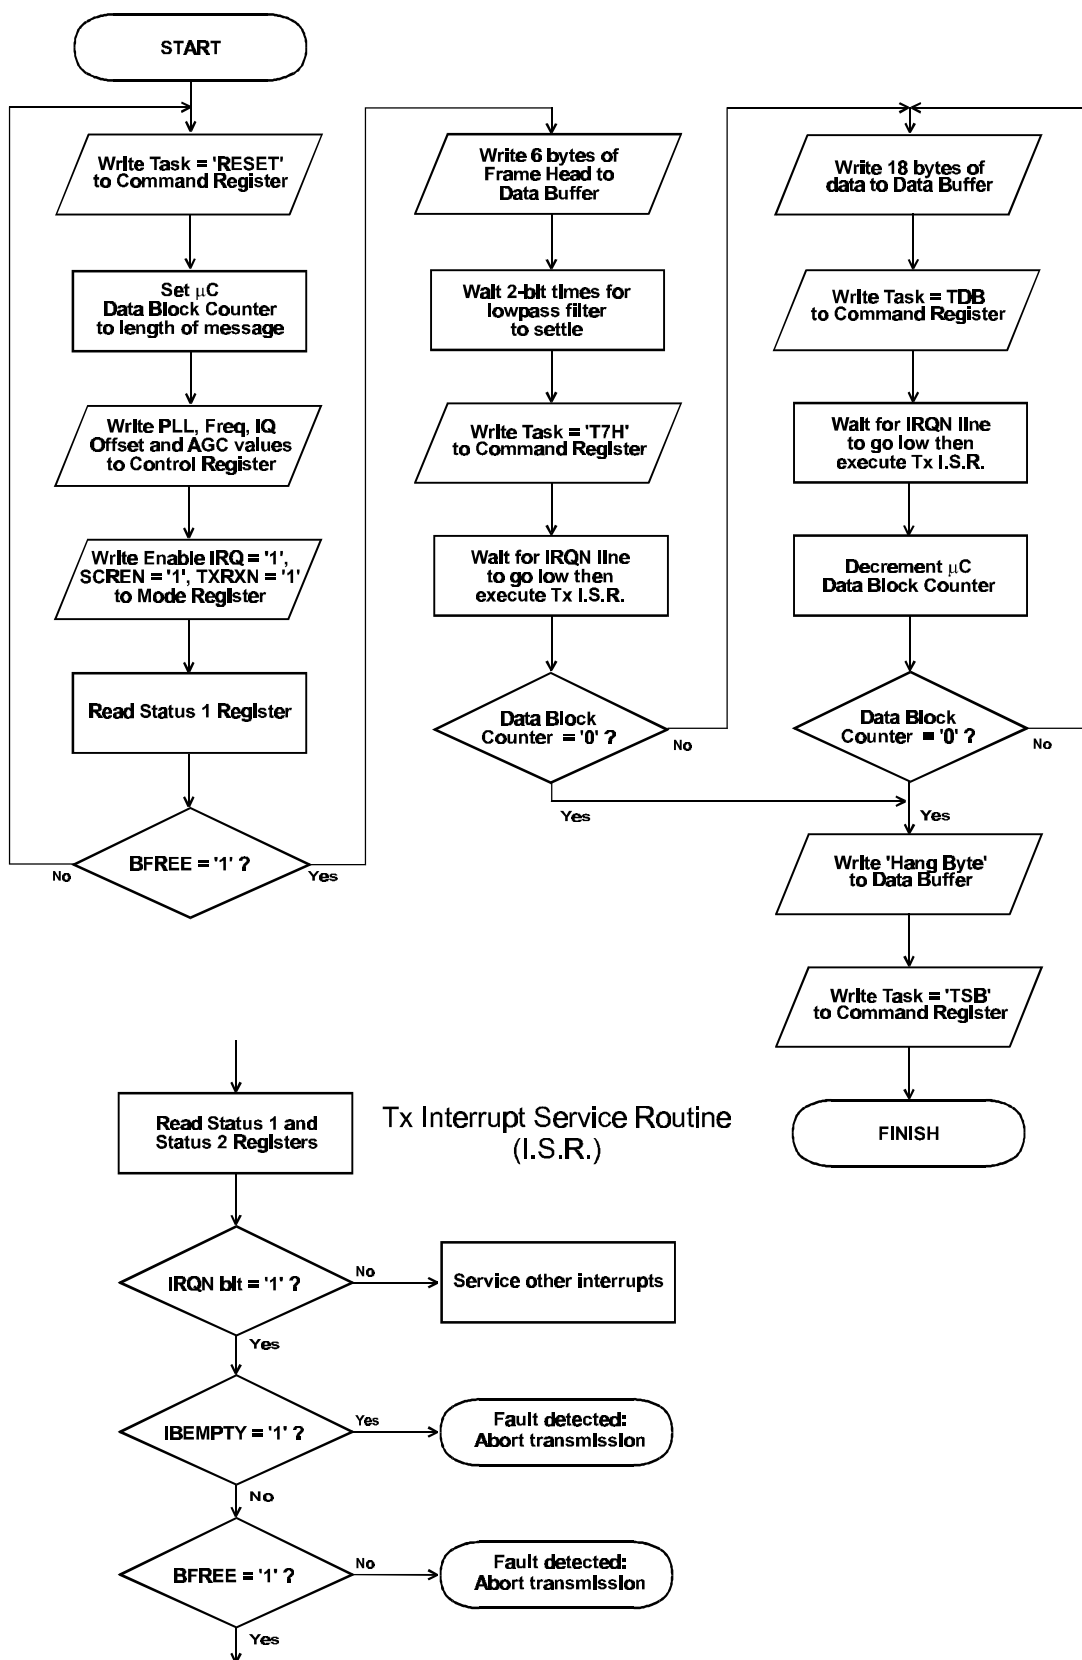 START
Write Task = 'RESET'
to Command Register
Set μC
Data Block Counter
to length of message
Write PLL, Freq, IQ
Offset and AGC values
to Control Register
Write Enable IRQ = '1',
SCREN = '1', TXRXN = '1'
to Mode Register
Read Status 1 Register
BFREE = '1' ?
No
Yes
Write 6 bytes of
Frame Head to
Data Buffer
Wait 2-bit times for
lowpass filter
to settle
Write Task = 'T7H'
to Command Register
Wait for IRQN line
to go low then
execute Tx I.S.R.
Data Block
Counter = '0' ?
No
Yes
Write 18 bytes of
data to Data Buffer
Write Task = TDB
to Command Register
Wait for IRQN line
to go low then
execute Tx I.S.R.
Decrement μC
Data Block Counter
Data Block
Counter = '0' ?
No
Yes
Write 'Hang Byte'
to Data Buffer
Write Task = 'TSB'
to Command Register
FINISH
Tx Interrupt Service Routine
(I.S.R.)
Read Status 1 and
Status 2 Registers
IRQN bit = '1' ?
No
Service other interrupts
Yes
IBEMPTY = '1' ?
Yes
Fault detected:
Abort transmission
No
BFREE = '1' ?
No
Fault detected:
Abort transmission
Yes